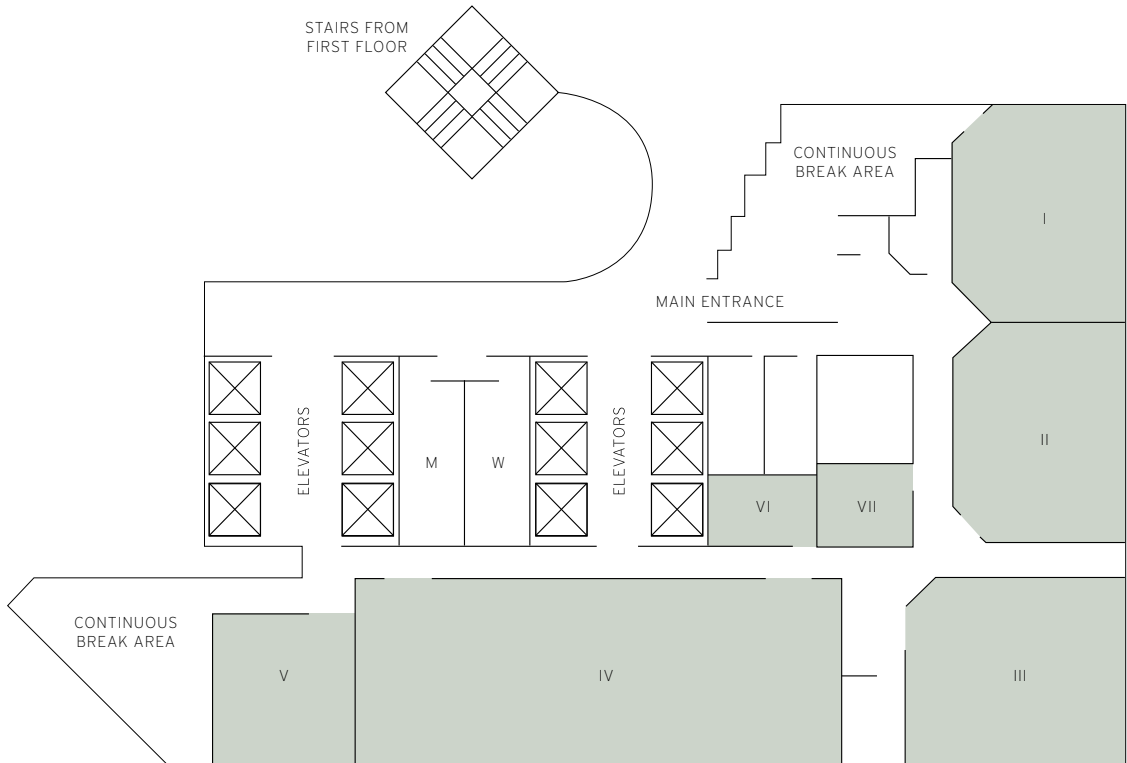 STAIRS FROM
FIRST FLOOR
CONTINUOUS
BREAK AREA
I
MAIN ENTRANCE
ELEVATORS
M
W
ELEVATORS
II
VI
VII
CONTINUOUS
BREAK AREA
V
IV
III